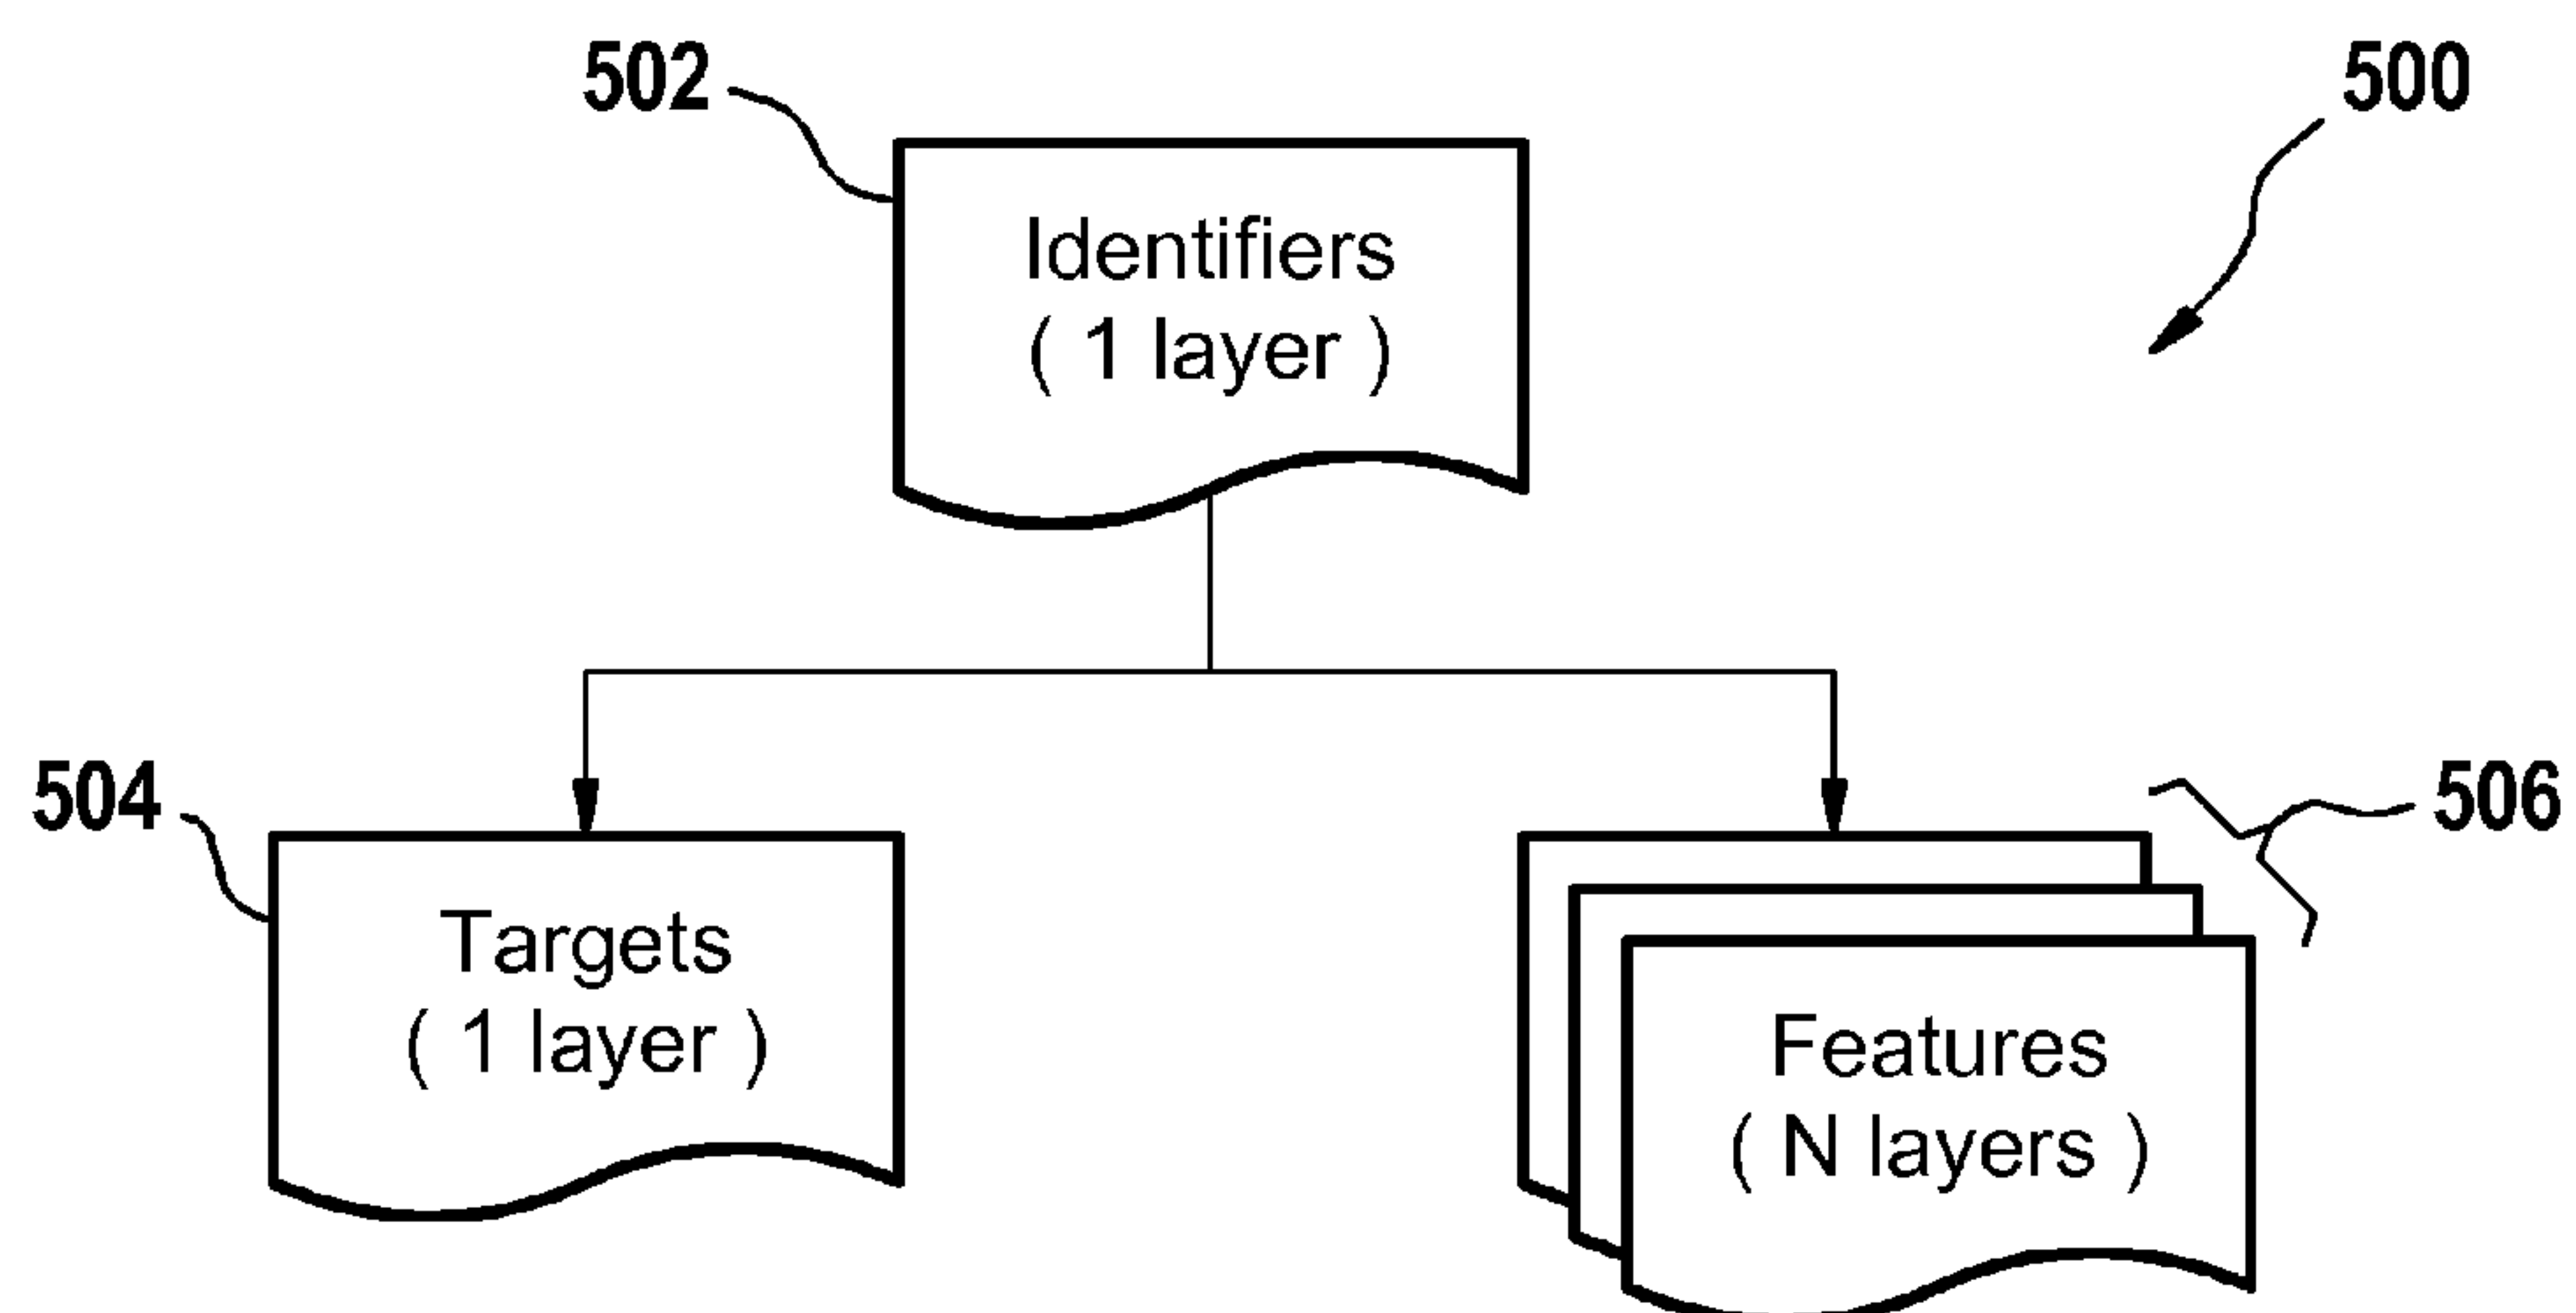 502
500
Identifiers
( 1 layer )
504
506
Targets
( 1 layer )
Features
( N layers )